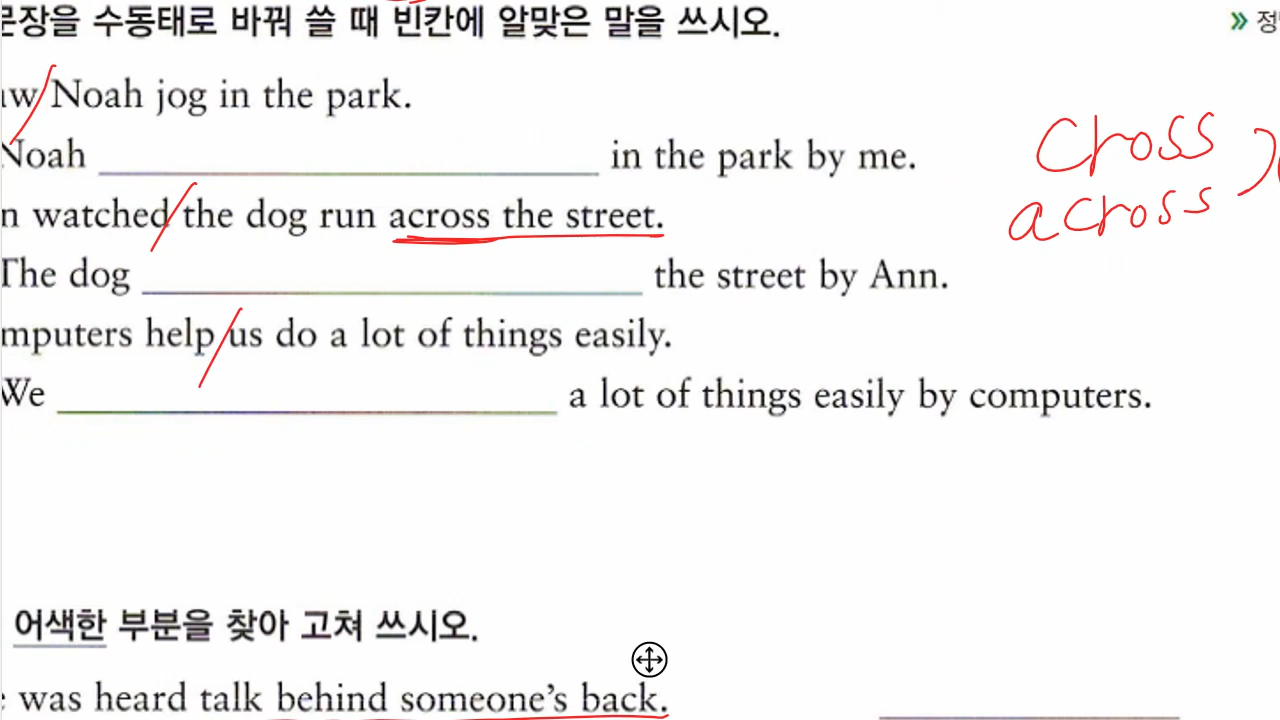 문장을 수동태로 바꿔 쓸 때 빈칸에 알맞은 말을 쓰시오.
Noah jog in the park.
cross
Noah in the park by me.
across
watched the dog run across the street.
The dog the street by Ann.
help us do a lot of things easily.
We a lot of things easily by computers.
어색한 부분을 찾아 고쳐 쓰시오.
was heard talk behind someone's back.